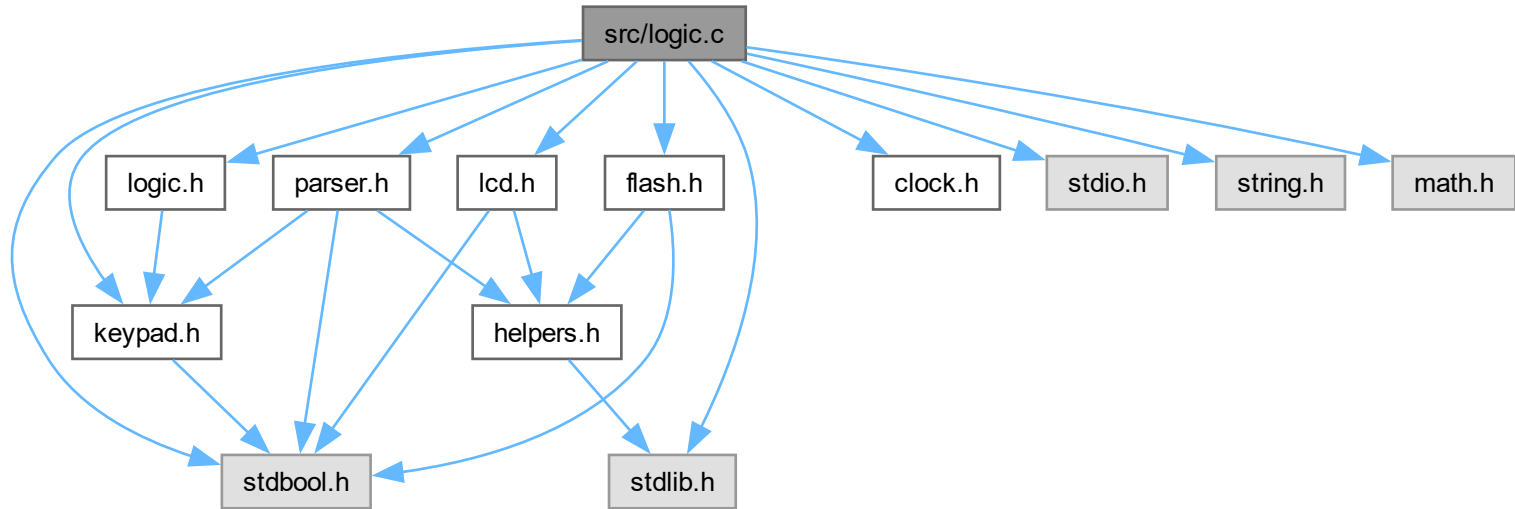 src/logic.c
logic.h
parser.h
lcd.h
flash.h
clock.h
stdio.h
string.h
math.h
keypad.h
helpers.h
stdbool.h
stdlib.h